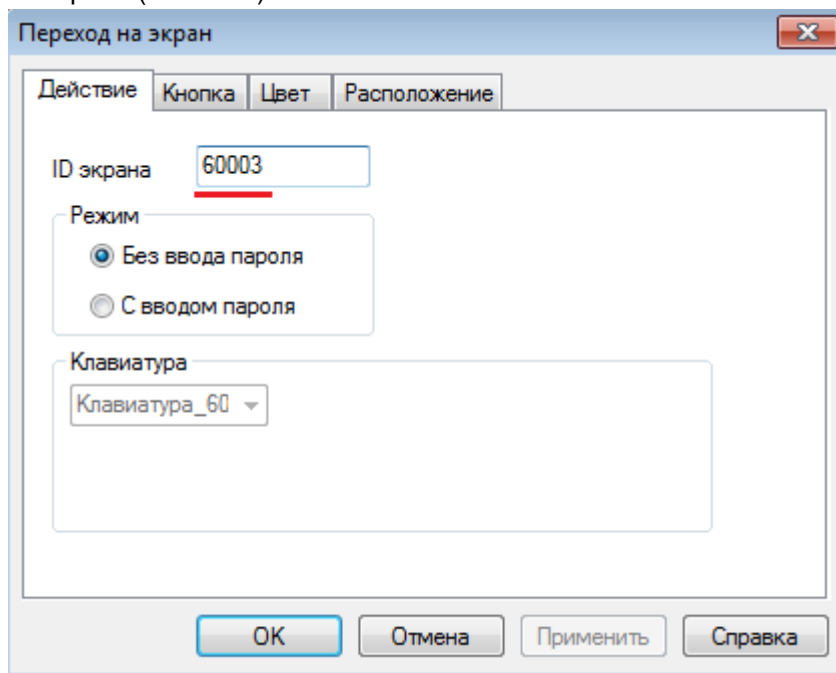 Переход на экран
Действие Кнопка Цвет Расположение
ID экрана 60003
Режим
Без ввода пароля
С вводом пароля
Клавиатура
Клавиатура_60
OK Отмена Применить Справка